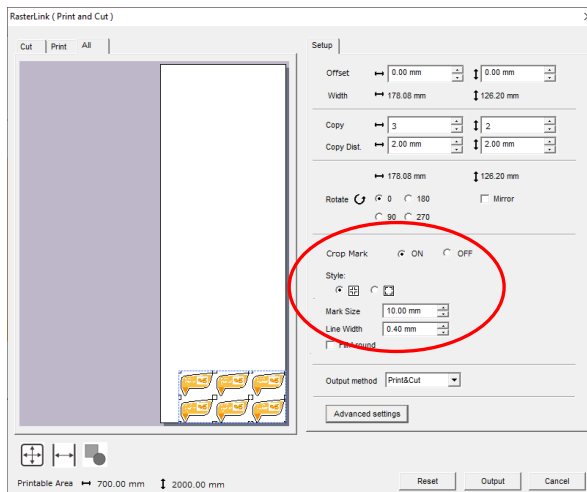 RasterLink ( Print and Cut )
Cut Print All
Setup
Offset 0.00 mm 0.00 mm
Width 178.08 mm 126.20 mm
Copy 3 2
Copy Dist. 2.00 mm 2.00 mm
178.08 mm 126.20 mm
Rotate 0 180 Mirror
90 270
Crop Mark ON OFF
Style:
Mark Size 10.00 mm
Line Width 0.40 mm
Output method Print&Cut
Advanced settings
Printable Area 700.00 mm 2000.00 mm
Reset Output Cancel